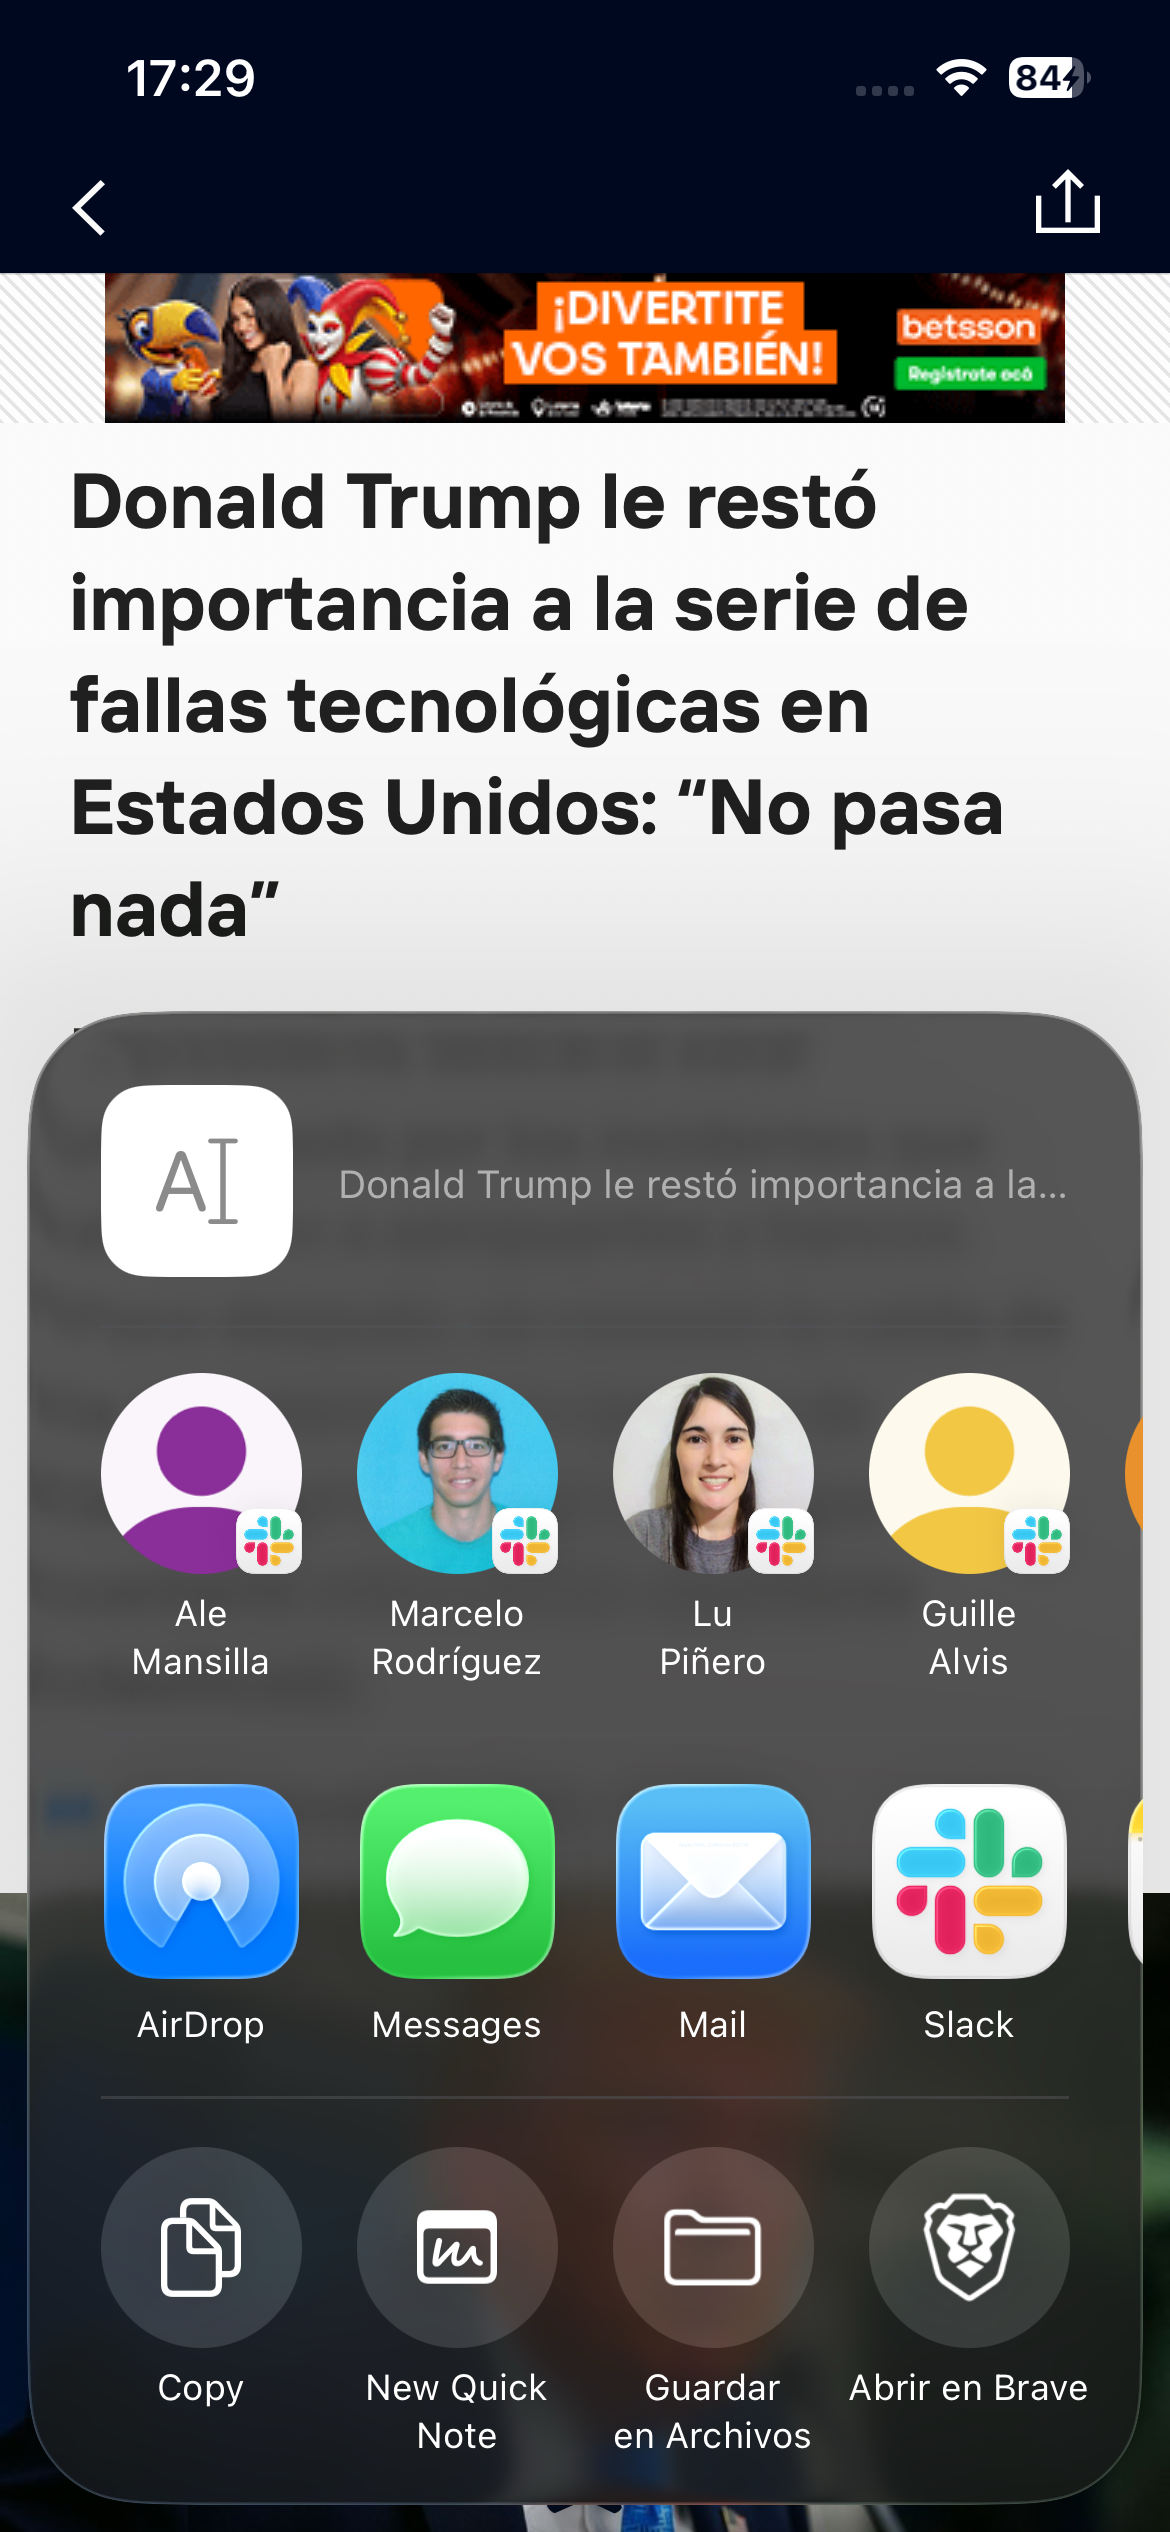 17:29
84
¡DIVERTITE
VOS TAMBIÉN!
betsson
Registrate acá
Donald Trump le restó
importancia a la serie de
fallas tecnológicas en
Estados Unidos: “No pasa
nada”
Donald Trump le restó importancia a la...
Ale
Mansilla
Marcelo
Rodríguez
Lu
Piñero
Guille
Alvis
AirDrop
Messages
Mail
Slack
Copy
New Quick
Note
Guardar
en Archivos
Abrir en Brave